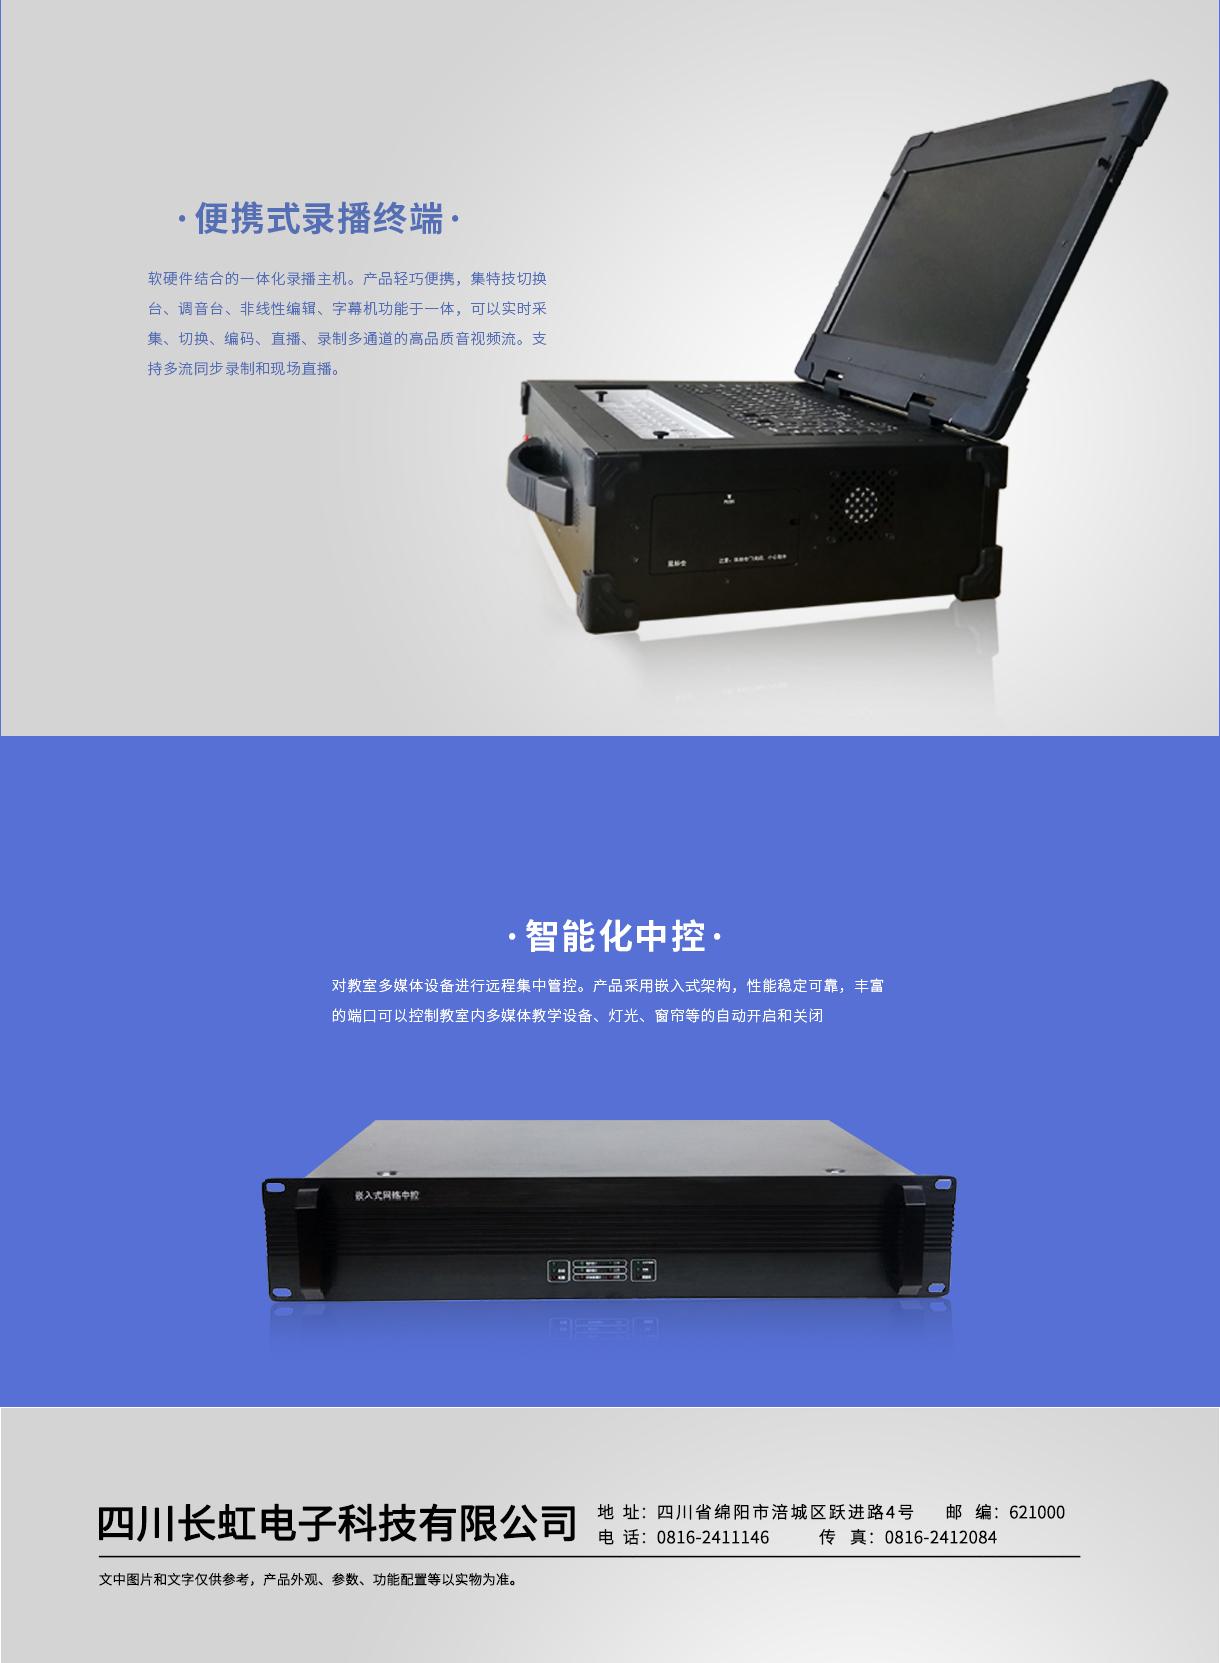 ·便携式录播终端·
软硬件结合的一体化录播主机。产品轻巧便携，集特技切换
台、调音台、非线性编辑、字幕机功能于一体，可以实时采
集、切换、编码、直播、录制多通道的高品质音视频流。支
持多流同步录制和现场直播。
·智能化中控·
对教室多媒体设备进行远程集中管控。产品采用嵌入式架构，性能稳定可靠，丰富
的端口可以控制教室内多媒体教学设备、灯光、窗帘等的自动开启和关闭
嵌入式网络中控
四川长虹电子科技有限公司
地 址：四川省绵阳市涪城区跃进路4号 邮 编：621000
电 话：0816-2411146 传 真：0816-2412084
文中图片和文字仅供参考，产品外观、参数、功能配置等以实物为准。